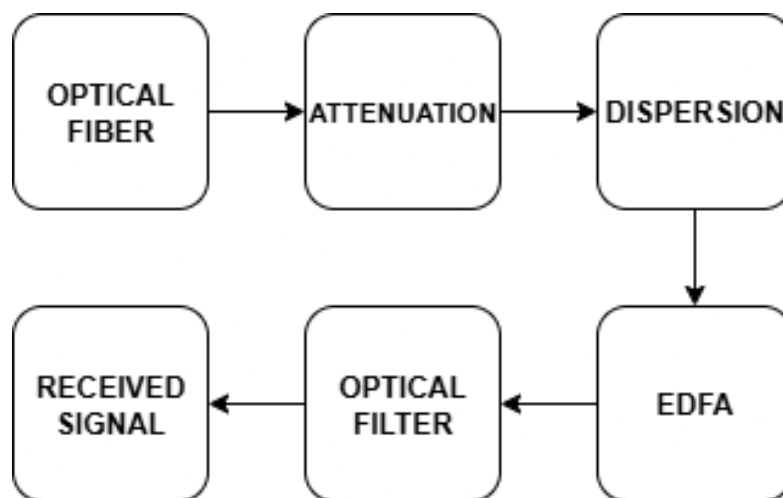 OPTICAL
FIBER
ATTENUATION
DISPERSION
EDFA
OPTICAL
FILTER
RECEIVED
SIGNAL